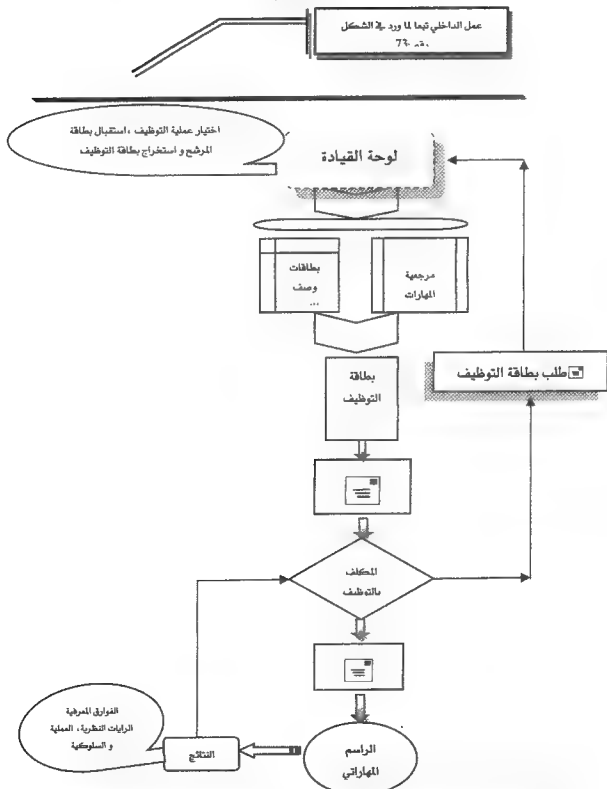 عمل الداخلي تبعا لما ورد في الشكل
رقم 73-
اختيار عملية التوظيف ، استقبال بطاقة
المرشح و استخراج بطاقة التوظيف
لوحة القيادة
بطاقات
وصف
...
مرجعية
المهارات
بطاقة
التوظيف
طلب بطاقة التوظيف
المكلف
بالتوظيف
الفوارق المعرفية
الرايات النظرية، العملية
و السلوكية
النتائج
الراسم
المهاراتي